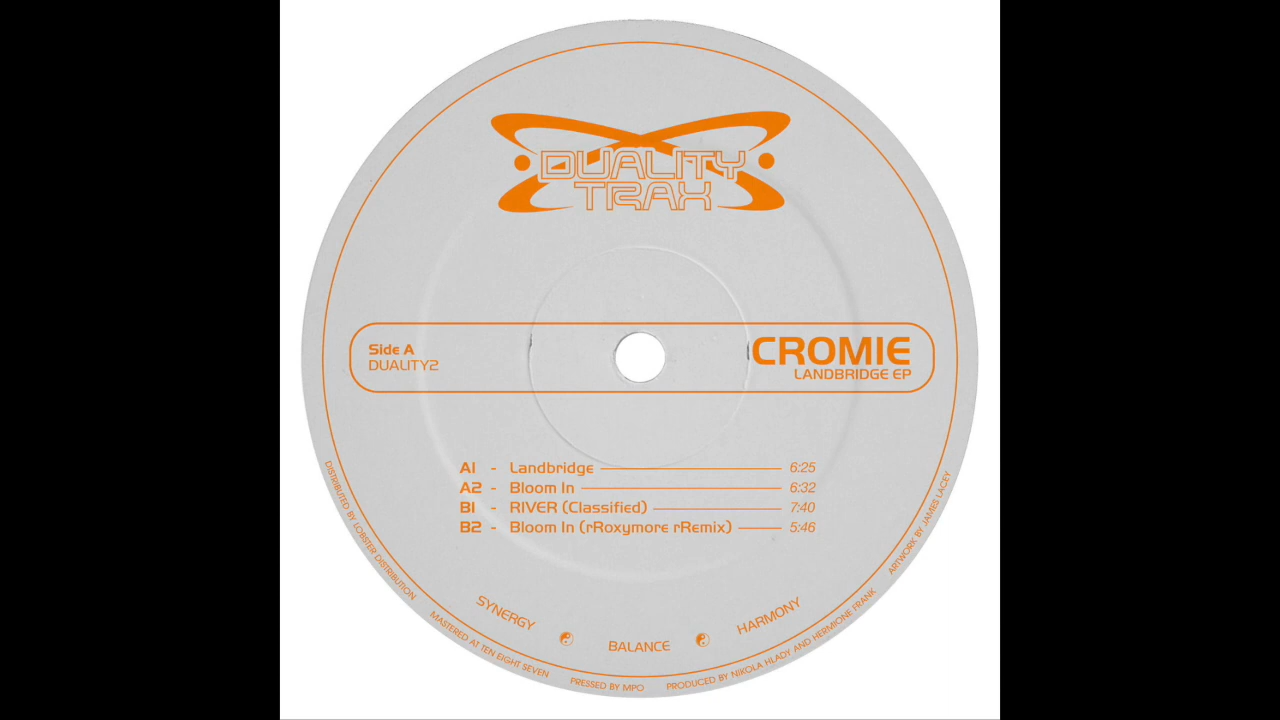 DUALITY
TRAX
Side A
DUALITY2
CROMIE
LANDBRIDGE EP
A1 - Landbridge 6:25
A2 - Bloom In 6:32
B1 - RIVER (Classified) 7:40
B2 - Bloom In (rRoxymore rRemix) 5:46
SYNERGY BALANCE HARMONY
DISTRIBUTED BY LOBSTER DISTRIBUTION
MASTERED AT TEN EIGHT SEVEN
PRESSED BY MPO
PRODUCED BY NIKOLA HLADY AND HERMIONE FRANK
ARTWORK BY JAMES LACEY